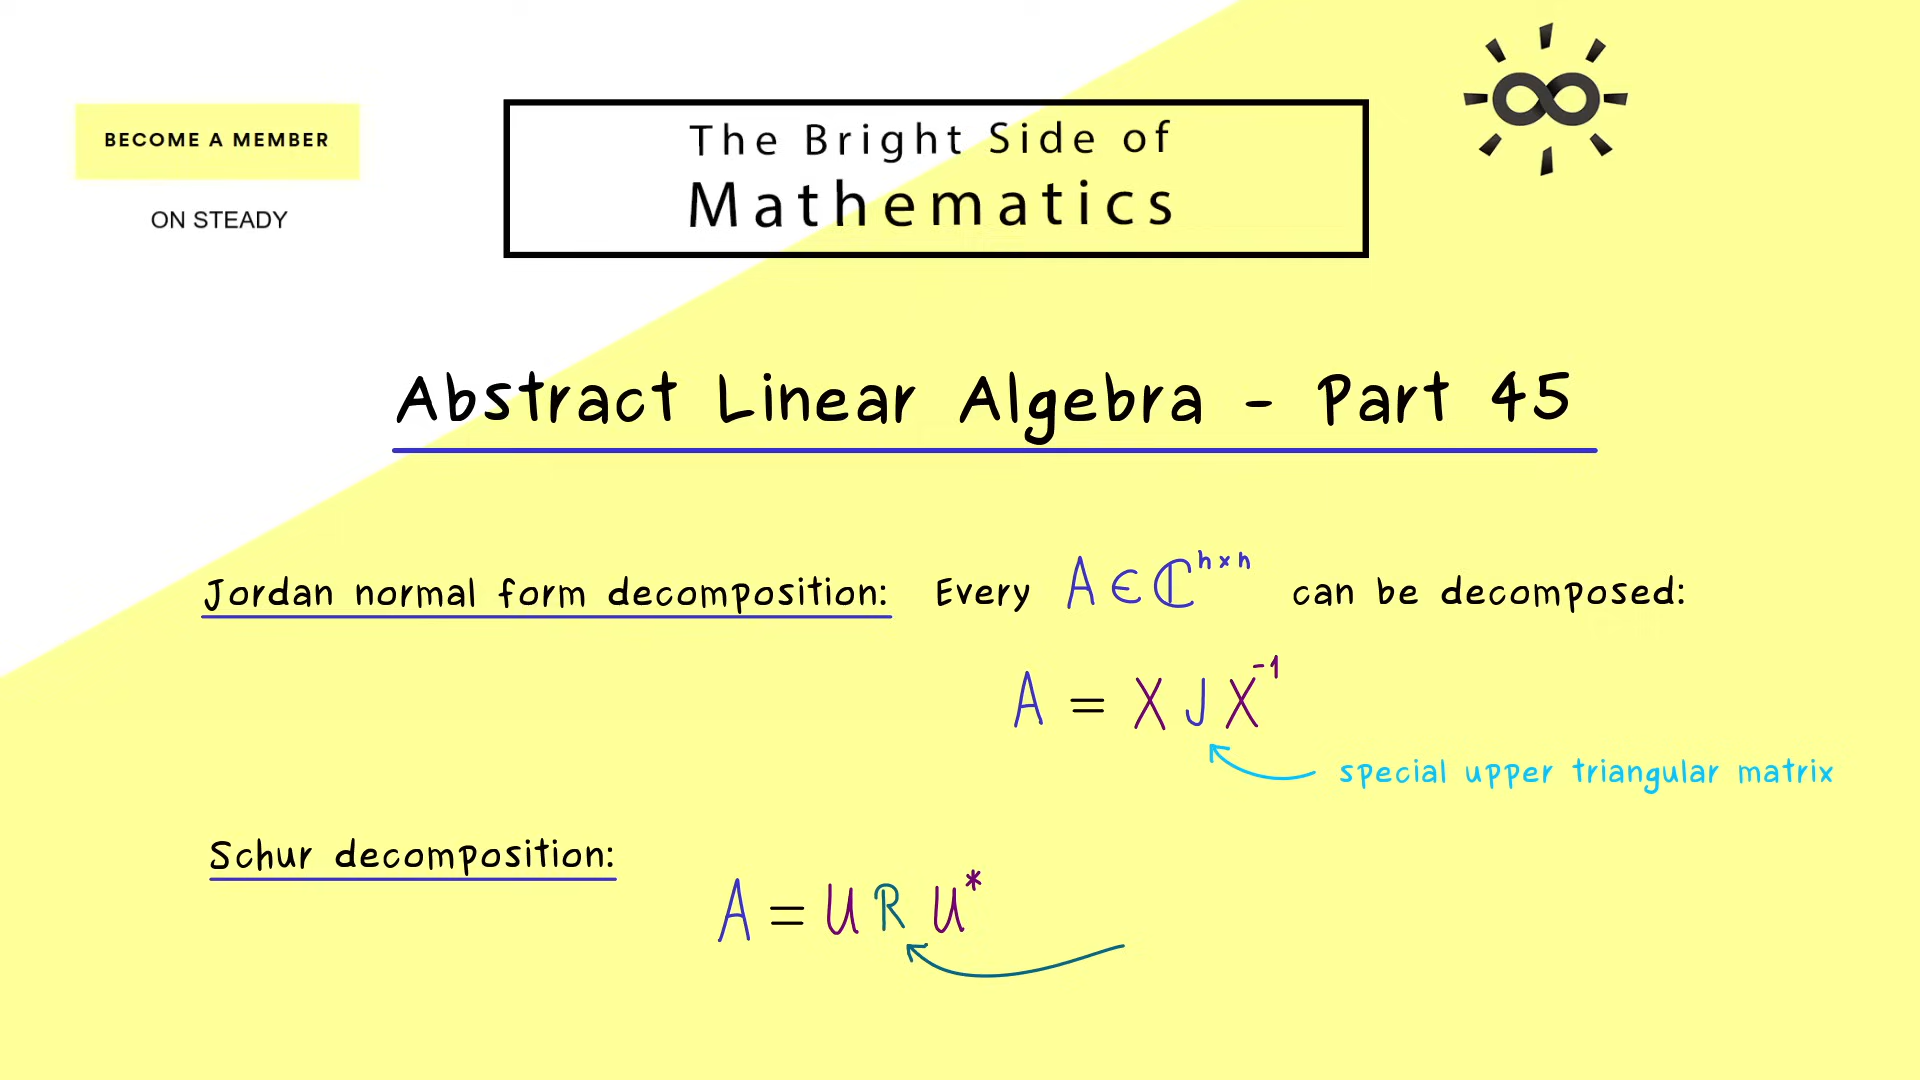 BECOME A MEMBER
ON STEADY
The Bright Side of
Mathematics
Abstract Linear Algebra - Part 45
Jordan normal form decomposition: Every A ∈ ℂⁿˣⁿ can be decomposed:
A = X J X⁻¹
special upper triangular matrix
Schur decomposition:
A = U R U*